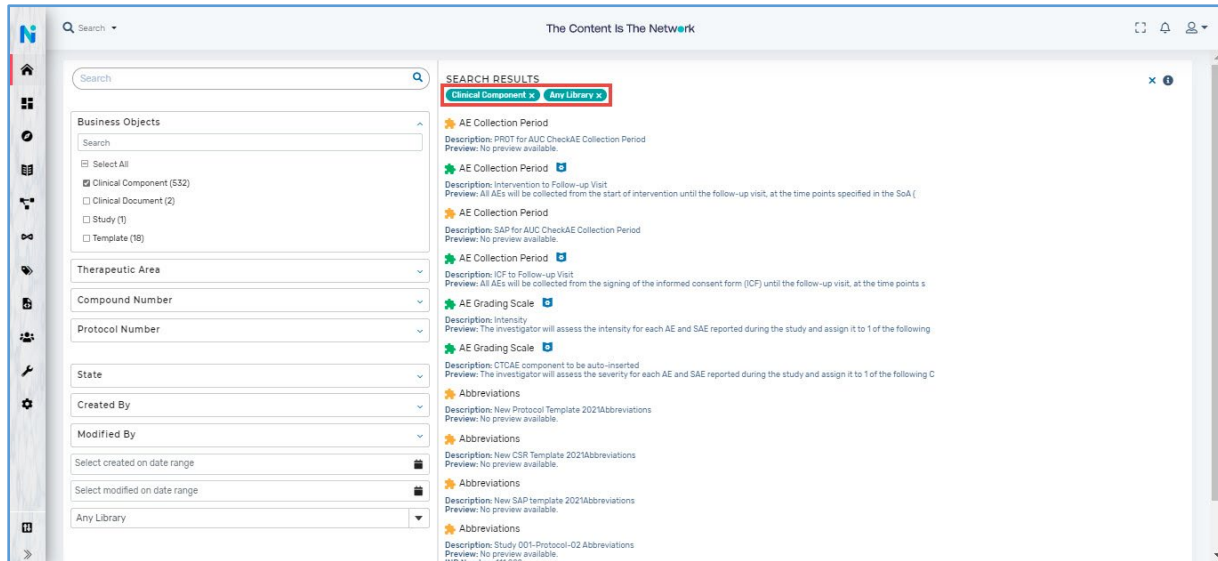 Search
The Content Is The Network
Search
Business Objects
Search
Select All
Clinical Component (532)
Clinical Document (2)
Study (1)
Template (18)
Therapeutic Area
Compound Number
Protocol Number
State
Created By
Modified By
Select created on date range
Select modified on date range
Any Library
SEARCH RESULTS
Clinical Component x Any Library x
AE Collection Period
Description: PROT for AUC CheckAE Collection Period
Preview: No preview available.
AE Collection Period
Description: Intervention to Follow-up Visit
Preview: All AEs will be collected from the start of intervention until the follow-up visit, at the time points specified in the SoA (
AE Collection Period
Description: SAP for AUC CheckAE Collection Period
Preview: No preview available.
AE Collection Period
Description: ICF to Follow-up Visit
Preview: All AEs will be collected from the signing of the informed consent form (ICF) until the follow-up visit, at the time points s
AE Grading Scale
Description: Intensity
Preview: The investigator will assess the intensity for each AE and SAE reported during the study and assign it to 1 of the following
AE Grading Scale
Description: CTCAE component to be auto-inserted
Preview: The investigator will assess the severity for each AE and SAE reported during the study and assign it to 1 of the following C
Abbreviations
Description: New Protocol Template 2021Abbreviations
Preview: No preview available.
Abbreviations
Description: New CSR Template 2021Abbreviations
Preview: No preview available.
Abbreviations
Description: New SAP template 2021Abbreviations
Preview: No preview available.
Abbreviations
Description: Study 001-Protocol-02 Abbreviations
Preview: No preview available.